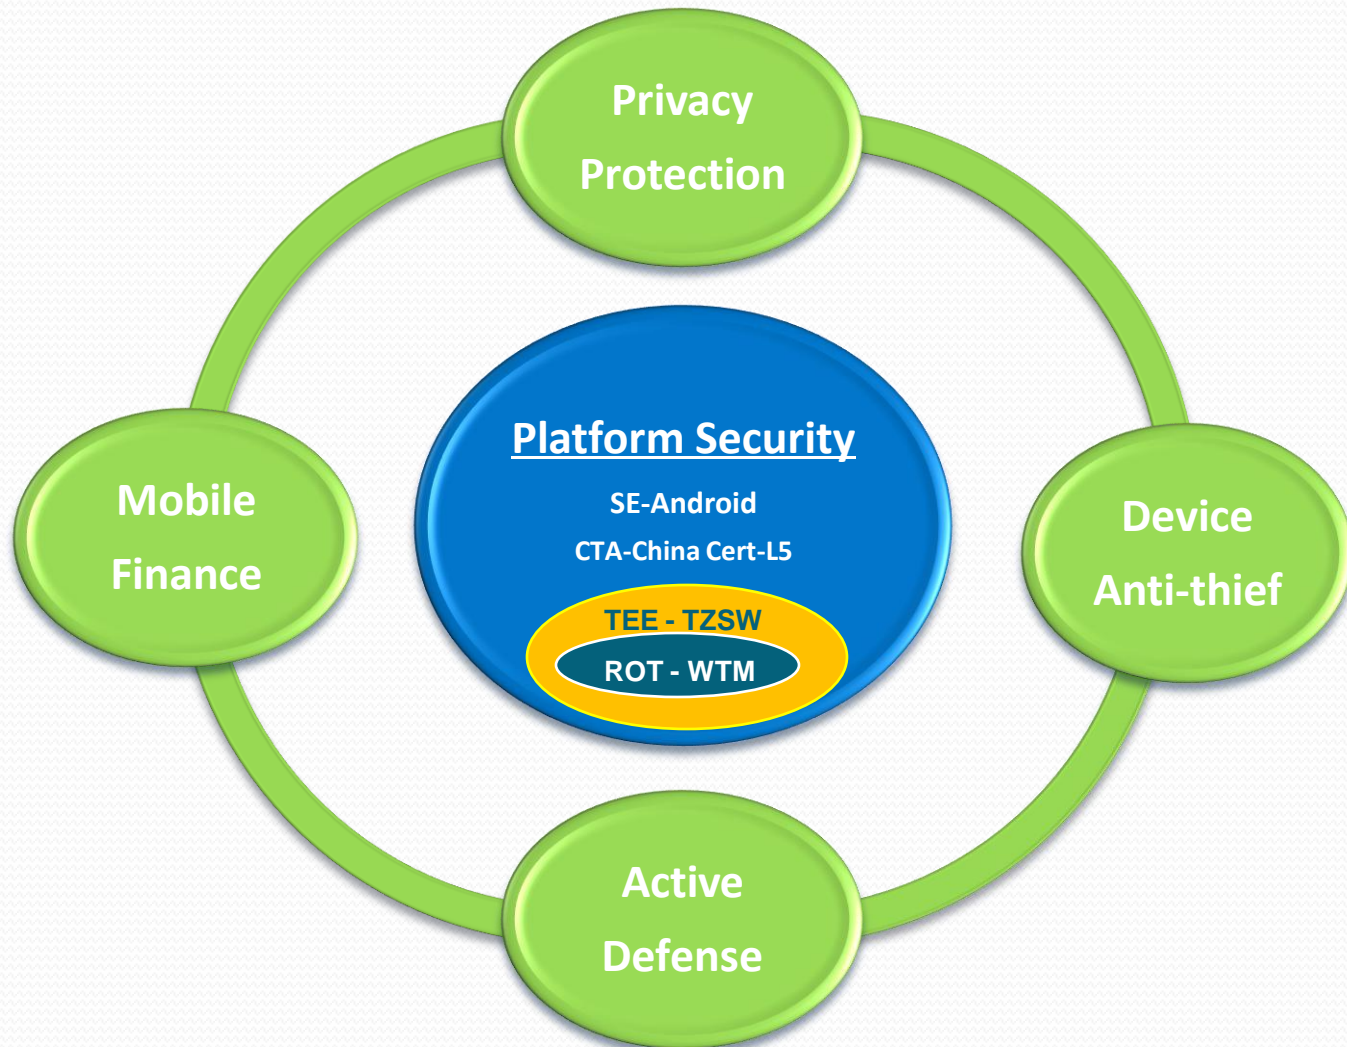 Privacy
Protection
Platform Security
SE-Android
CTA-China Cert-L5
TEE - TZSW
ROT - WTM
Mobile
Finance
Device
Anti-thief
Active
Defense